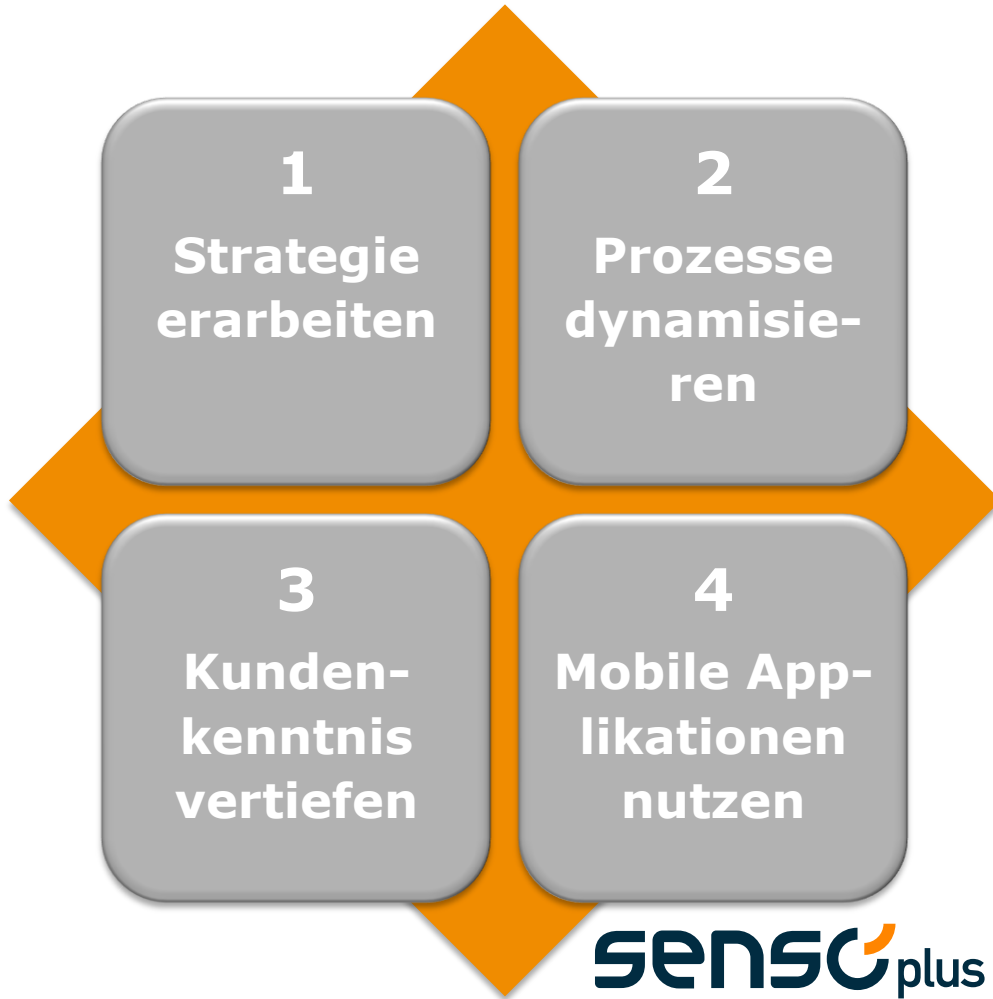 1
Strategie
erarbeiten
2
Prozesse
dynamisie-
ren
3
Kunden-
kenntnis
vertiefen
4
Mobile App-
likationen
nutzen
senso plus